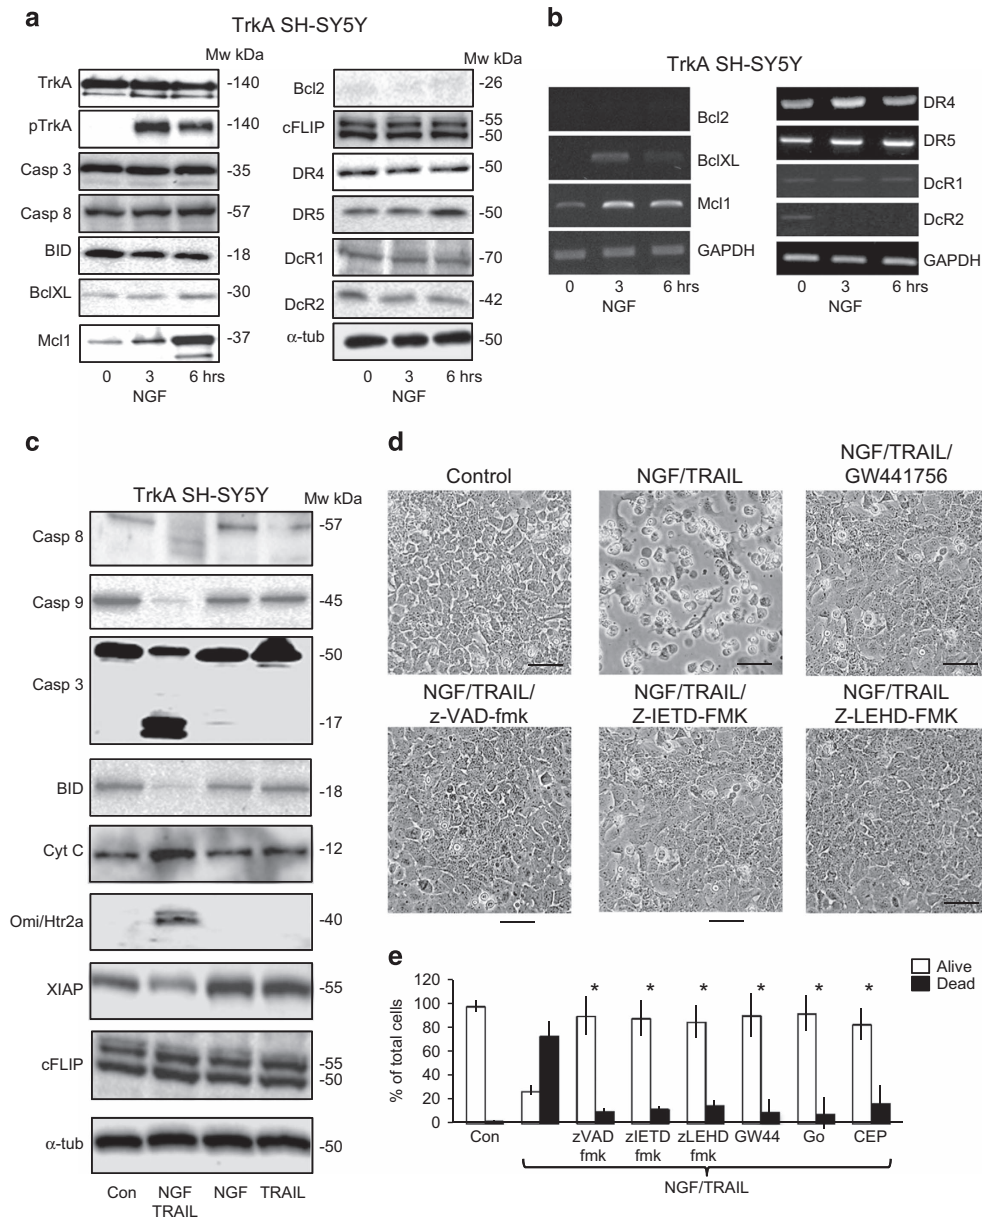 a
TrkA SH-SY5Y
Mw kDa
TrkA
-140
pTrkA
-140
Casp 3
-35
Casp 8
-57
BID
-18
BclXL
-30
Mcl1
-37
0 3 6 hrs
NGF
Mw kDa
Bcl2
-26
cFLIP
-55
-50
DR4
-50
DR5
-50
DcR1
-70
DcR2
-42
α-tub
-50
0 3 6 hrs
NGF
b
TrkA SH-SY5Y
Bcl2
BclXL
Mcl1
GAPDH
0 3 6 hrs
NGF
DR4
DR5
DcR1
DcR2
GAPDH
0 3 6 hrs
NGF
c
TrkA SH-SY5Y
Mw kDa
Casp 8
-57
Casp 9
-45
Casp 3
-50
-17
BID
-18
Cyt C
-12
Omi/Htr2a
-40
XIAP
-55
cFLIP
-55
-50
α-tub
-50
Con NGF NGF TRAIL
TRAIL
d
Control
NGF/TRAIL
NGF/TRAIL/
GW441756
NGF/TRAIL/
z-VAD-fmk
NGF/TRAIL/
Z-IETD-FMK
NGF/TRAIL
Z-LEHD-FMK
e
Alive
Dead
% of total cells
120
100
80
60
40
20
0
* * * * * *
Con zVAD zIETD zLEHD GW44 Go CEP
fmk fmk fmk
NGF/TRAIL